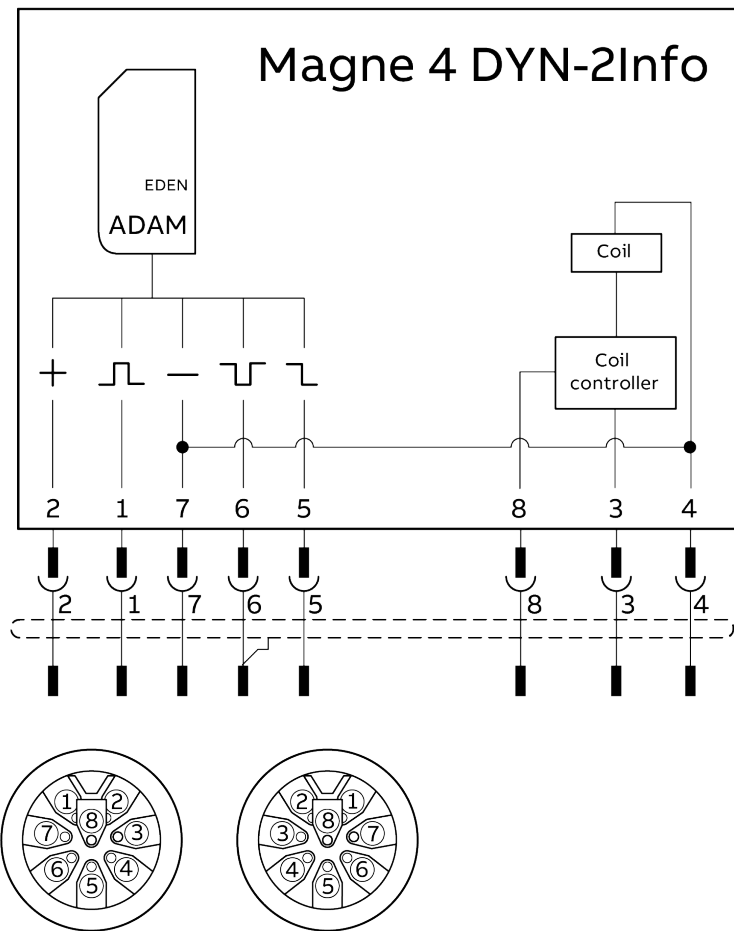 Magne 4 DYN-2Info
EDEN
ADAM
Coil
Coil
controller
2 1 7 6 5 8 3 4
2 1 7 6 5 8 3 4
1 2 2 1
8 8
7 3 3 7
6 4 4 6
5 5